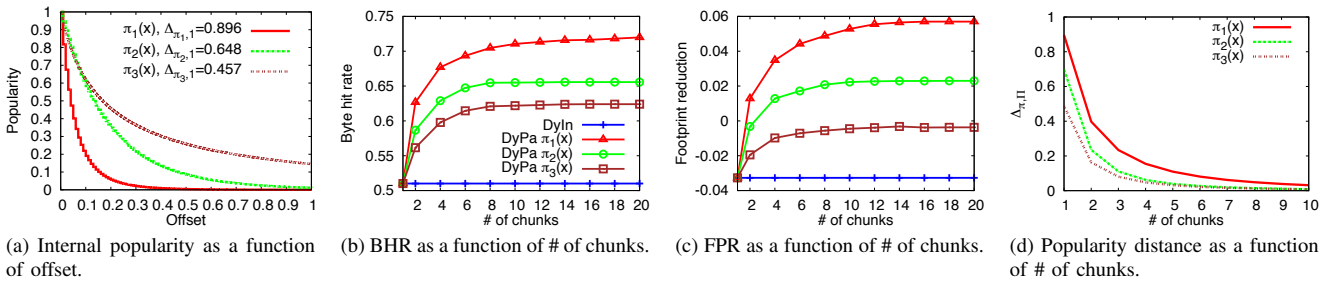 1
0.9
0.8
0.7
0.6
0.5
0.4
0.3
0.2
0.1
0
0 0.1 0.2 0.3 0.4 0.5 0.6 0.7 0.8 0.9 1
Popularity
Offset
π1(x), Δπ1,1=0.896
π2(x), Δπ2,1=0.648
π3(x), Δπ3,1=0.457
(a) Internal popularity as a function
of offset.
0.75
0.7
0.65
0.6
0.55
0.5
2 4 6 8 10 12 14 16 18 20
Byte hit rate
# of chunks
DyIn
DyPa π1(x)
DyPa π2(x)
DyPa π3(x)
(b) BHR as a function of # of chunks.
0.06
0.04
0.02
0
-0.02
-0.04
2 4 6 8 10 12 14 16 18 20
Footprint reduction
# of chunks
(c) FPR as a function of # of chunks.
1
0.8
0.6
0.4
0.2
0
1 2 3 4 5 6 7 8 9 10
Δπ,Π
# of chunks
π1(x)
π2(x)
π3(x)
(d) Popularity distance as a function
of # of chunks.